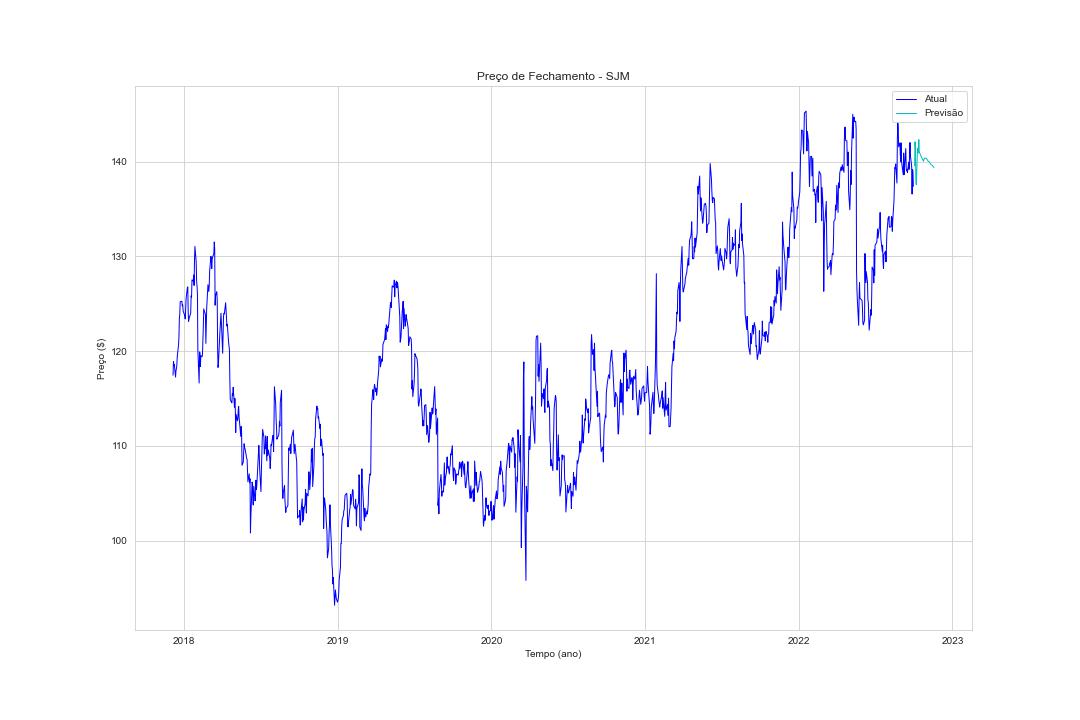 Preço de Fechamento - SJM
Atual
Previsão
Preço ($)
140
130
120
110
100
2018
2019
2020
2021
2022
2023
Tempo (ano)